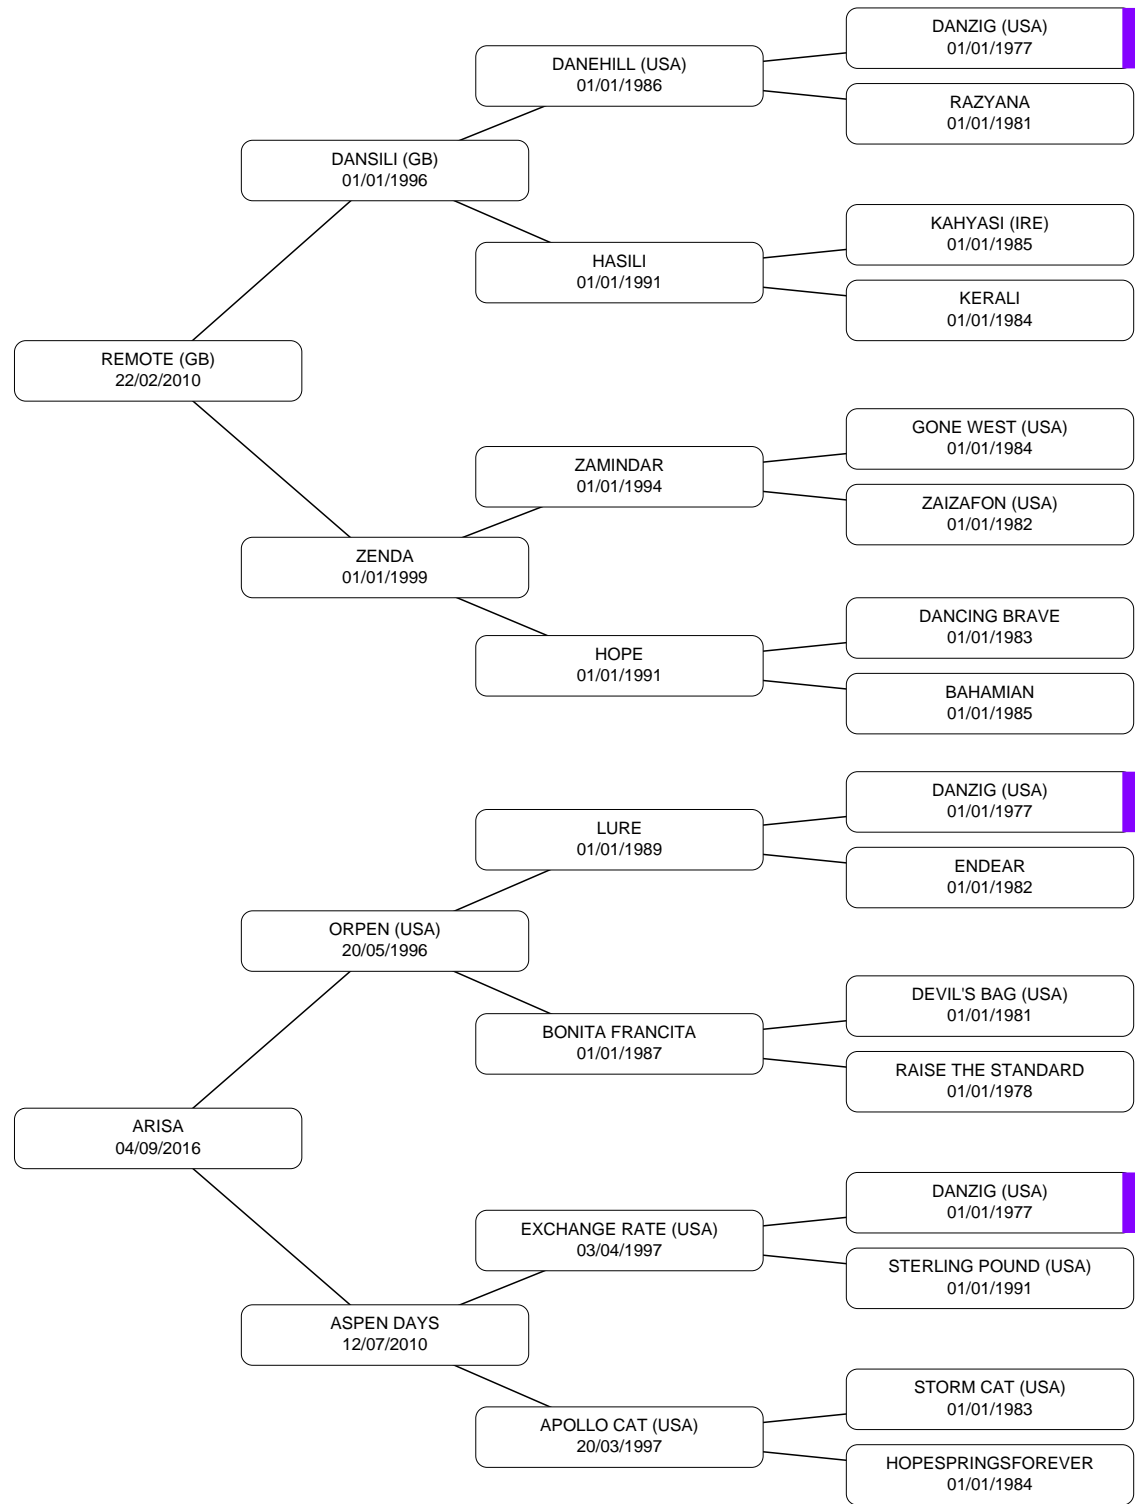 DANZIG (USA)
01/01/1977
DANEHILL (USA)
01/01/1986
RAZYANA
01/01/1981
DANSILI (GB)
01/01/1996
KAHYASI (IRE)
01/01/1985
HASILI
01/01/1991
KERALI
01/01/1984
REMOTE (GB)
22/02/2010
GONE WEST (USA)
01/01/1984
ZAMINDAR
01/01/1994
ZAIZAFON (USA)
01/01/1982
ZENDA
01/01/1999
DANCING BRAVE
01/01/1983
HOPE
01/01/1991
BAHAMIAN
01/01/1985
DANZIG (USA)
01/01/1977
LURE
01/01/1989
ENDEAR
01/01/1982
ORPEN (USA)
20/05/1996
DEVIL'S BAG (USA)
01/01/1981
BONITA FRANCITA
01/01/1987
RAISE THE STANDARD
01/01/1978
ARISA
04/09/2016
DANZIG (USA)
01/01/1977
EXCHANGE RATE (USA)
03/04/1997
STERLING POUND (USA)
01/01/1991
ASPEN DAYS
12/07/2010
STORM CAT (USA)
01/01/1983
APOLLO CAT (USA)
20/03/1997
HOPESPRINGSFOREVER
01/01/1984